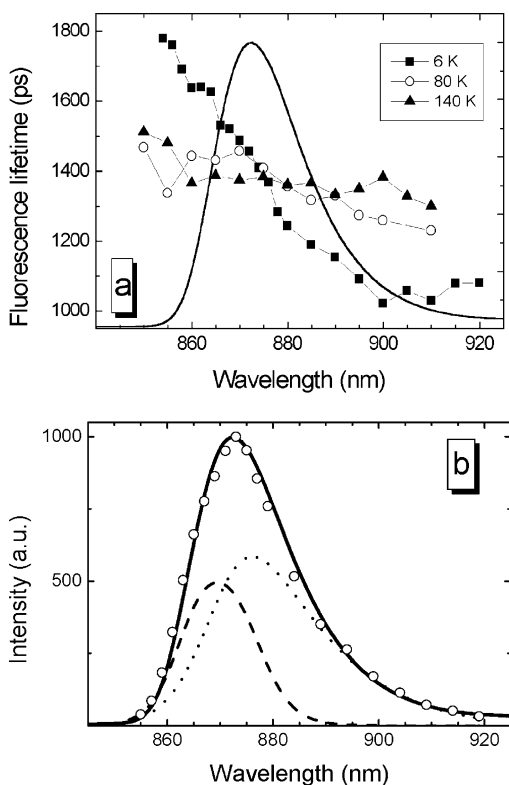 1800
1600
1400
1200
1000
Fluorescence lifetime (ps)
6 K
80 K
140 K
a
860 880 900 920
Wavelength (nm)
1000
500
Intensity (a.u.)
b
860 880 900 920
Wavelength (nm)